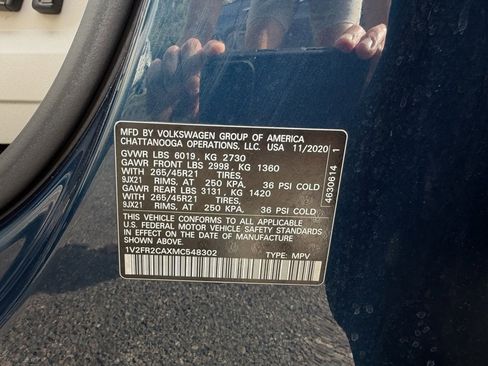 MFD BY VOLKSWAGEN GROUP OF AMERICA
CHATTANOOGA OPERATIONS, LLC. USA 11/2020
GVWR LBS 6019, KG 2730
GAWR FRONT LBS 2998, KG 1360
WITH 265/45R21 TIRES,
9JX21 RIMS, AT 250 KPA. 36 PSI COLD
GAWR REAR LBS 3131, KG 1420
WITH 265/45R21 TIRES,
9JX21 RIMS, AT 250 KPA. 36 PSI COLD
THIS VEHICLE CONFORMS TO ALL APPLICABLE
U.S. FEDERAL MOTOR VEHICLE SAFETY STANDARDS
IN EFFECT ON THE DATE OF MANUFACTURE
SHOWN ABOVE.
1V2FR2CAXMC548302 TYPE: MPV
4630614 1